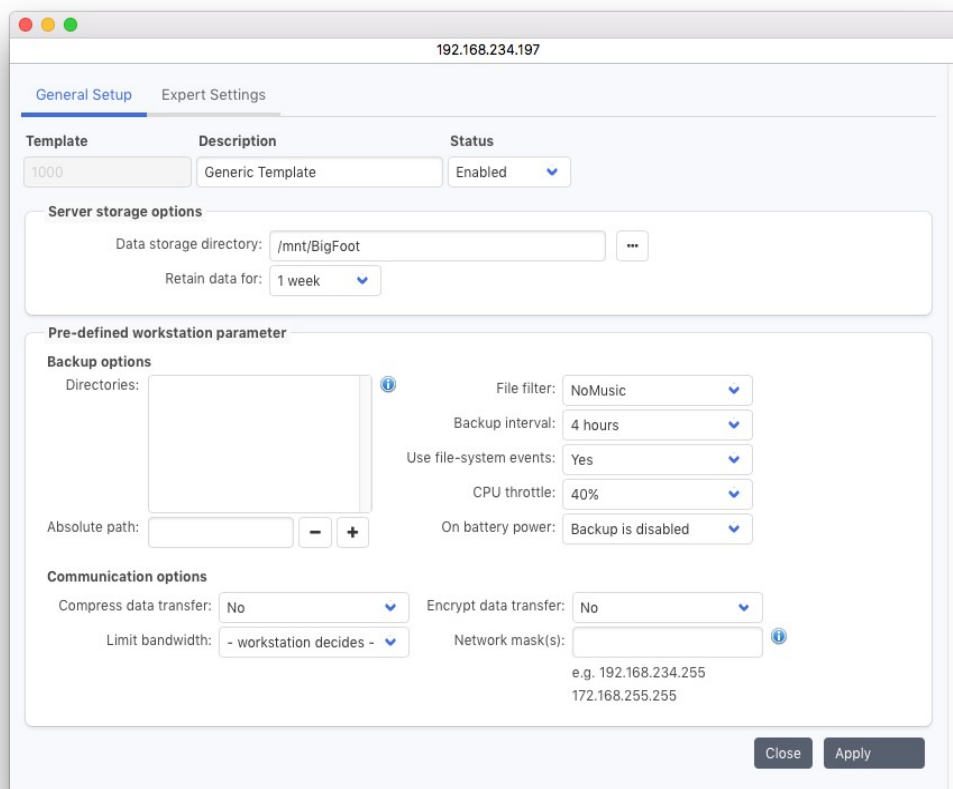 192.168.234.197
General Setup Expert Settings
Template Description Status
1000 Generic Template Enabled
Server storage options
Data storage directory: /mnt/BigFoot ...
Retain data for: 1 week
Pre-defined workstation parameter
Backup options
Directories: File filter: NoMusic
Backup interval: 4 hours
Use file-system events: Yes
CPU throttle: 40%
Absolute path: − + On battery power: Backup is disabled
Communication options
Compress data transfer: No Encrypt data transfer: No
Limit bandwidth: - workstation decides - Network mask(s):
e.g. 192.168.234.255
172.168.255.255
Close Apply